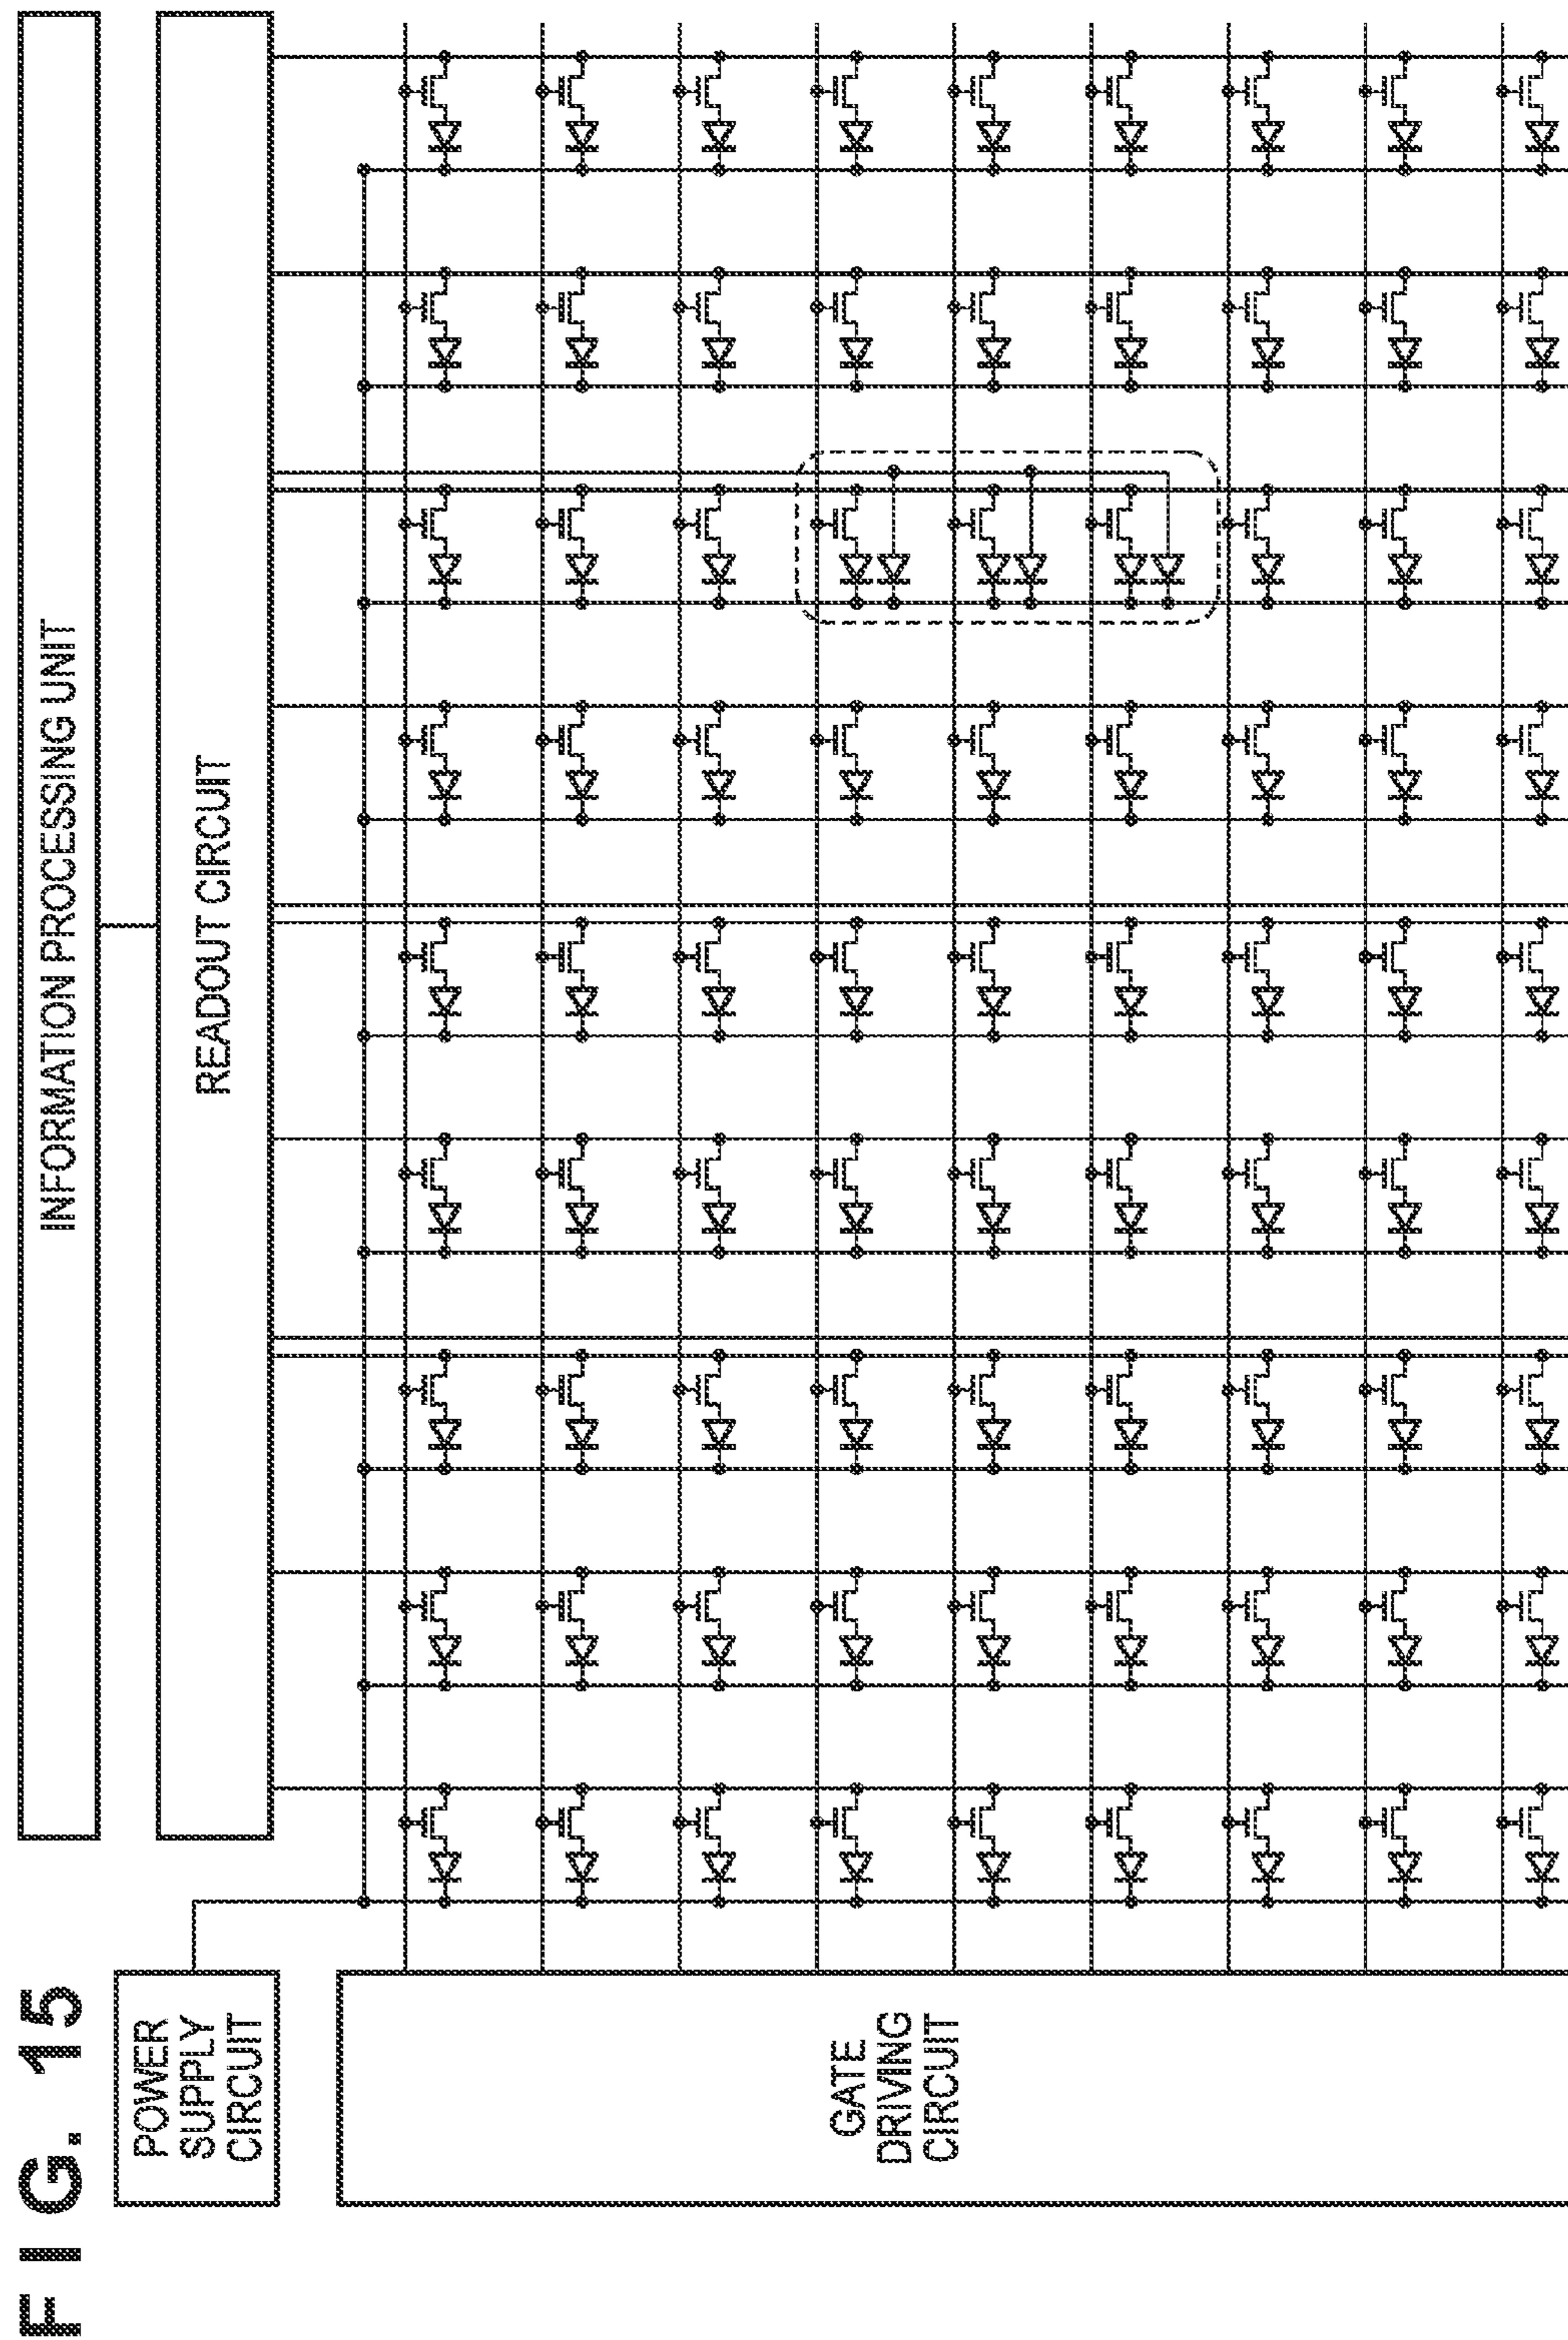 FIG. 15
INFORMATION PROCESSING UNIT
READOUT CIRCUIT
POWER
SUPPLY
CIRCUIT
GATE
DRIVING
CIRCUIT